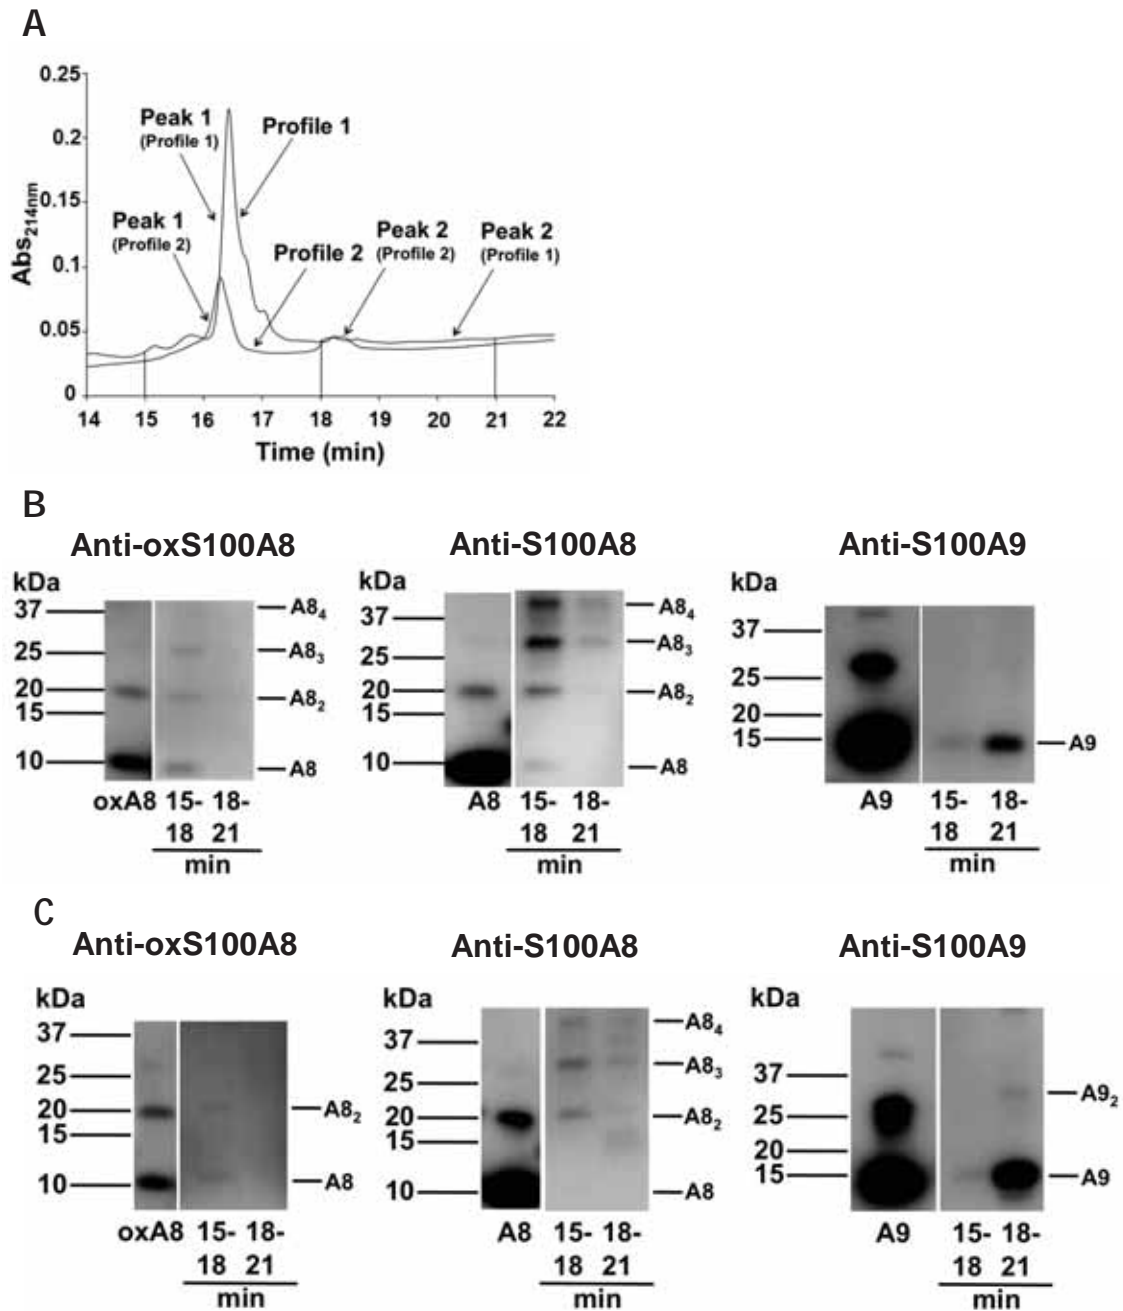 A
0.25
0.2
0.15
0.1
0.05
0
Abs214nm
Peak 1
(Profile 1)
Profile 1
Peak 1
(Profile 2)
Profile 2
Peak 2
(Profile 2)
Peak 2
(Profile 1)
14 15 16 17 18 19 20 21 22
Time (min)
B
Anti-oxS100A8
kDa
37
25
20
15
10
A84
A83
A82
A8
oxA8 15-18 18-21
min
Anti-S100A8
kDa
37
25
20
15
10
A84
A83
A82
A8
A8 15-18 18-21
min
Anti-S100A9
kDa
37
25
20
15
A9
A9 15-18 18-21
min
C
Anti-oxS100A8
kDa
37
25
20
15
10
A82
A8
oxA8 15-18 18-21
min
Anti-S100A8
kDa
37
25
20
15
10
A84
A83
A82
A8
A8 15-18 18-21
min
Anti-S100A9
kDa
37
25
20
15
A92
A9
A9 15-18 18-21
min